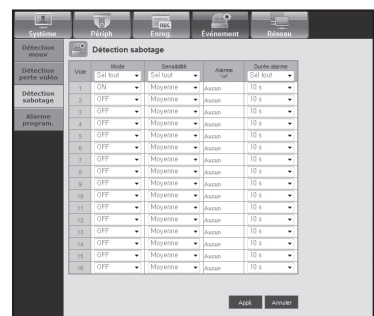 Système Périph Enreg. Événement Réseau
REC
Détection mouv
Détection perte vidéo
Détection sabotage
Alarme program.
Détection sabotage
Voie Mode Sensibilité Alarme Durée alarme
Sél tout Sél tout Sél tout
1 ON Moyenne Aucun 10 s
2 OFF Moyenne Aucun 10 s
3 OFF Moyenne Aucun 10 s
4 OFF Moyenne Aucun 10 s
5 OFF Moyenne Aucun 10 s
6 OFF Moyenne Aucun 10 s
7 OFF Moyenne Aucun 10 s
8 OFF Moyenne Aucun 10 s
9 OFF Moyenne Aucun 10 s
10 OFF Moyenne Aucun 10 s
11 OFF Moyenne Aucun 10 s
12 OFF Moyenne Aucun 10 s
13 OFF Moyenne Aucun 10 s
14 OFF Moyenne Aucun 10 s
15 OFF Moyenne Aucun 10 s
16 OFF Moyenne Aucun 10 s
Appli. Annuler